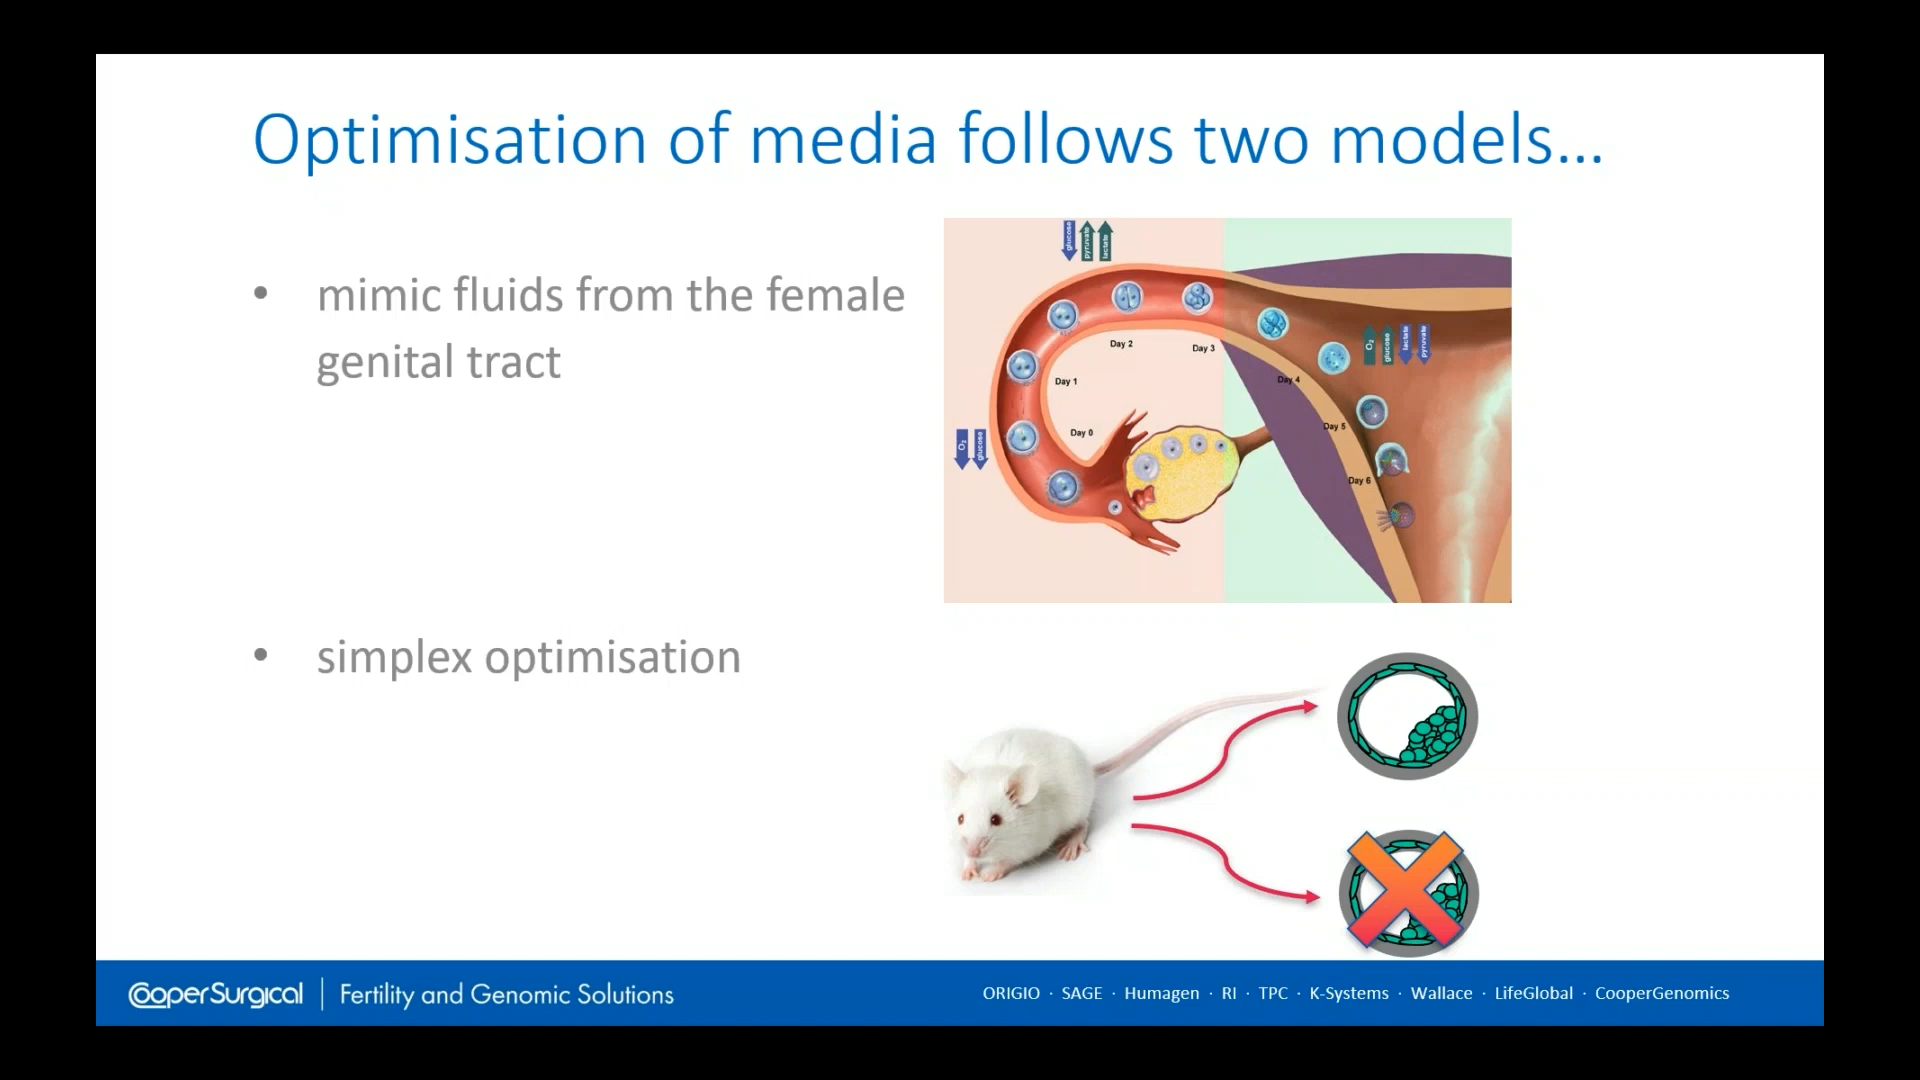 Optimisation of media follows two models...
• mimic fluids from the female
genital tract
glucose
pyruvate
lactate
Day 2
Day 3
Day 1
Day 0
O2
glucose
O2
glucose
lactate
pyruvate
Day 4
Day 5
Day 6
• simplex optimisation
CooperSurgical | Fertility and Genomic Solutions
ORIGIO · SAGE · Humagen · RI · TPC · K-Systems · Wallace · LifeGlobal · CooperGenomics